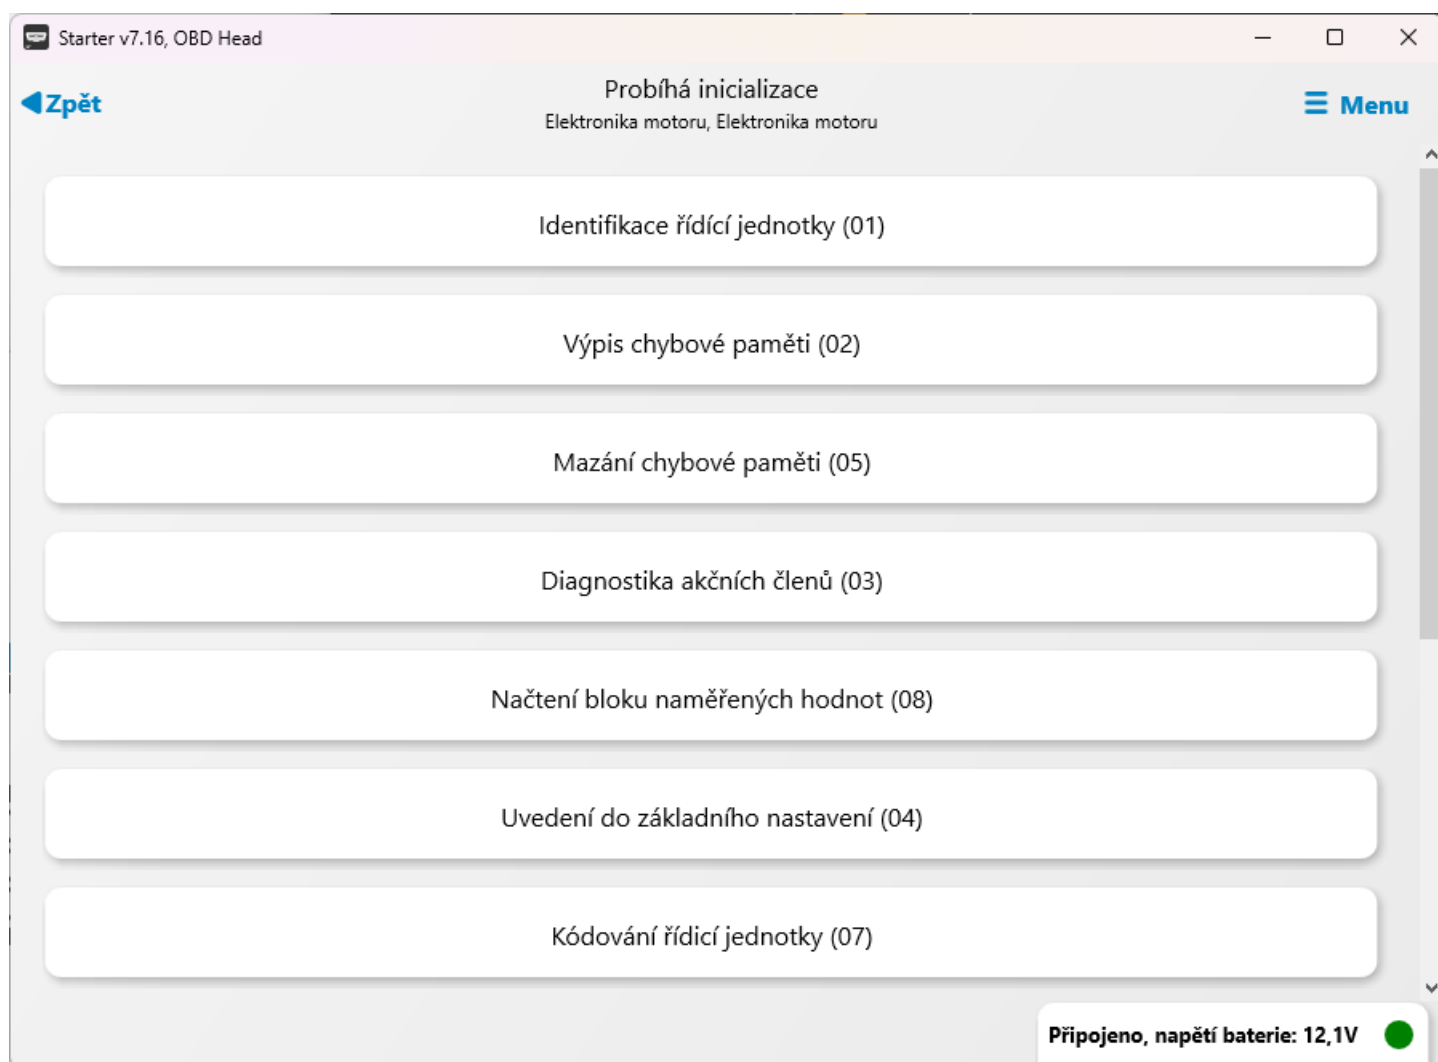 Starter v7.16, OBD Head
Zpět
Probíhá inicializace
Elektronika motoru, Elektronika motoru
Menu
Identifikace řídící jednotky (01)
Výpis chybové paměti (02)
Mazání chybové paměti (05)
Diagnostika akčních členů (03)
Načtení bloku naměřených hodnot (08)
Uvedení do základního nastavení (04)
Kódování řídicí jednotky (07)
Připojeno, napětí baterie: 12,1V